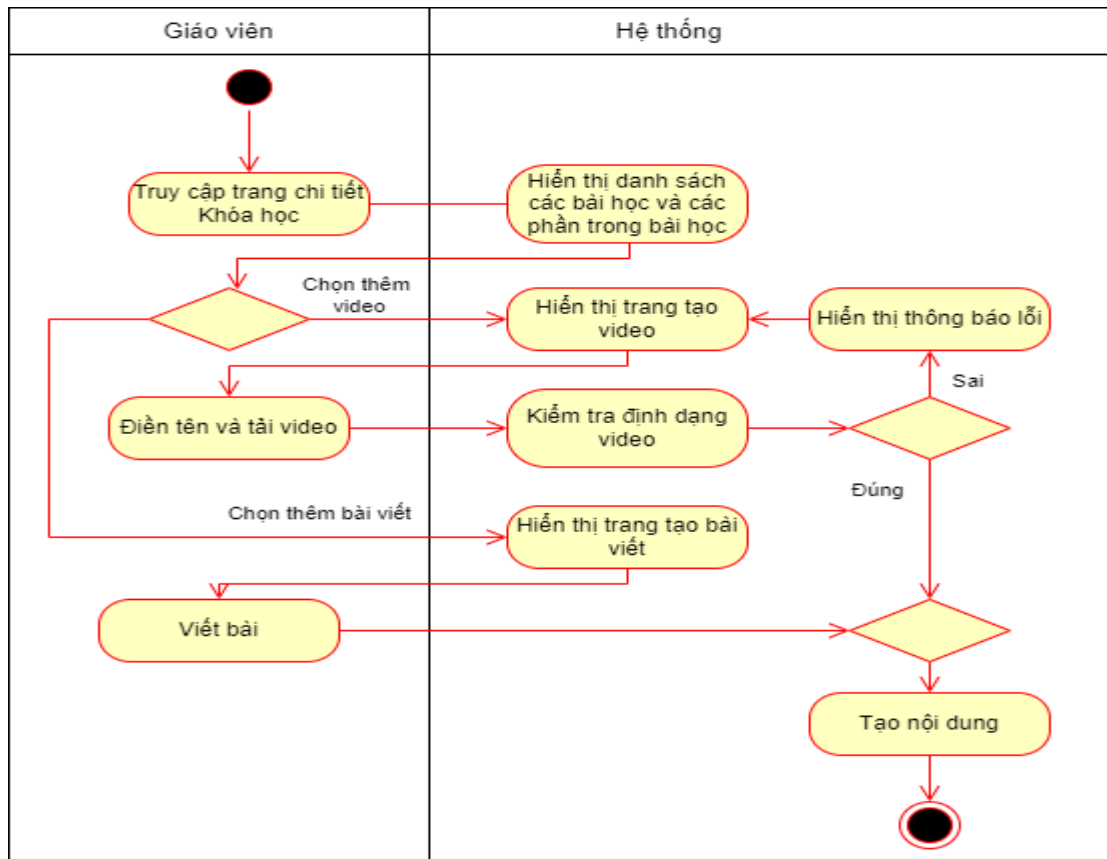 Giáo viên
Hệ thống
Truy cập trang chi tiết
Khóa học
Hiển thị danh sách
các bài học và các
phần trong bài học
Chọn thêm
video
Hiển thị trang tạo
video
Hiển thị thông báo lỗi
Sai
Điền tên và tải video
Kiểm tra định dạng
video
Đúng
Chọn thêm bài viết
Hiển thị trang tạo bài
viết
Viết bài
Tạo nội dung